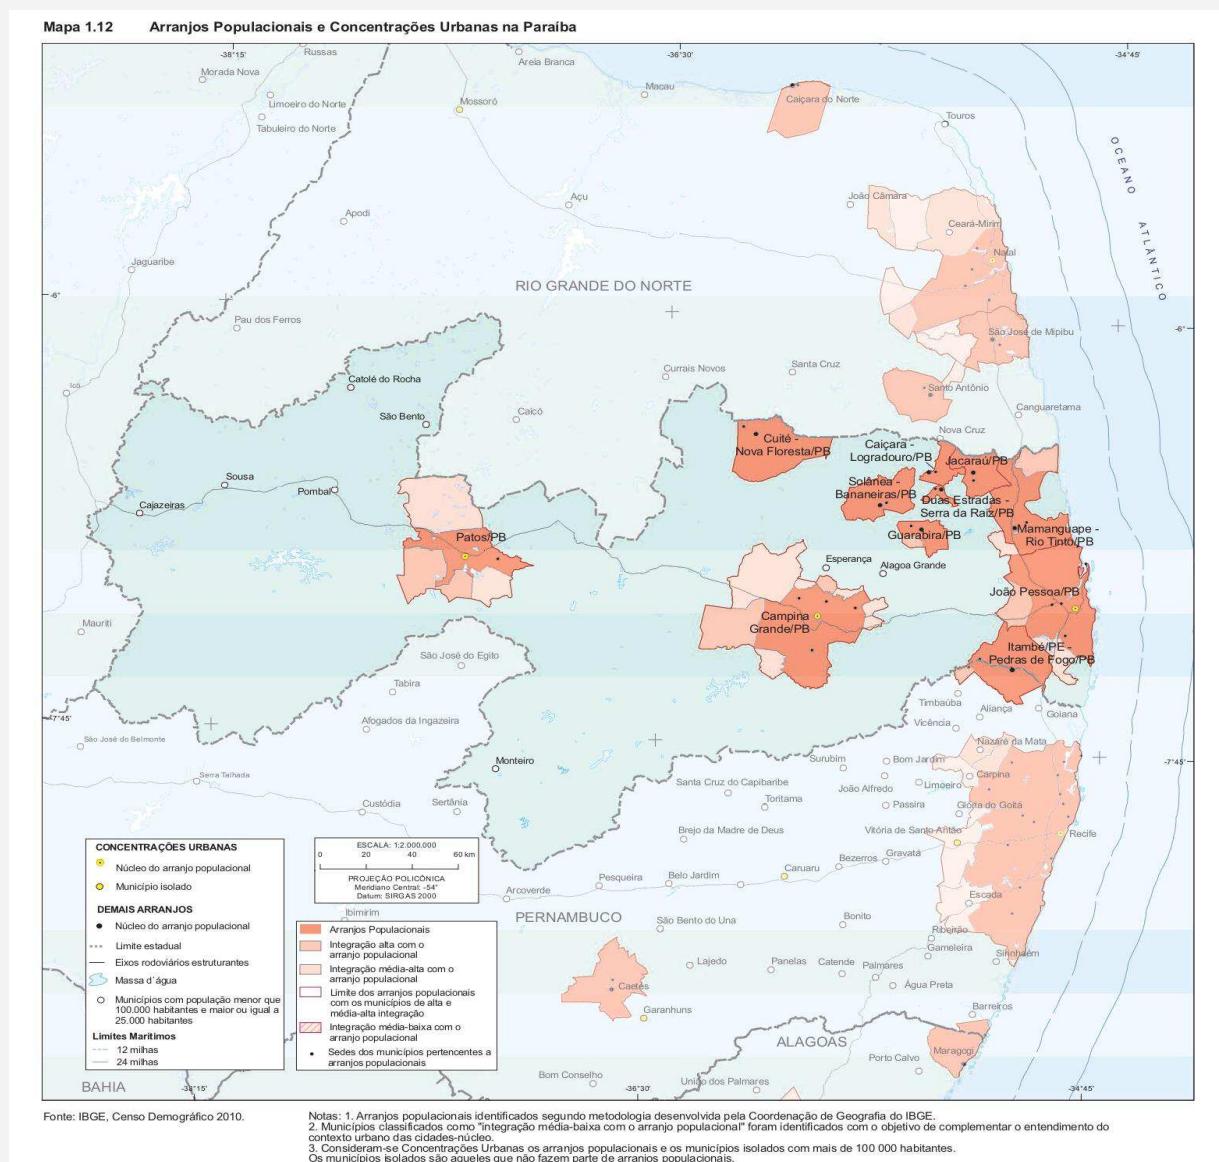 Mapa 1.12 Arranjos Populacionais e Concentrações Urbanas na Paraíba
-38°15'
-36°30'
-34°45'
Russas
Morada Nova
Areia Branca
Macau
Limoeiro do Norte
Mossoró
Caiçara do Norte
Tabuleiro do Norte
Touros
OCEANO ATLÂNTICO
Açu
João Câmara
Apodi
Ceará-Mirim
Natal
Jaguaribe
RIO GRANDE DO NORTE
-6°
-6°
Pau dos Ferros
São José de Mipibu
Currais Novos
Santa Cruz
Icó
Catolé do Rocha
Santo Antônio
São Bento
Caicó
Canguaretama
Nova Cruz
Cuité -
Nova Floresta/PB
Caiçara -
Logradouro/PB
Jacaraú/PB
Sousa
Pombal
Solânea -
Bananeiras/PB
Cajazeiras
Duas Estradas -
Serra da Raiz/PB
Patos/PB
Guarabira/PB
Mamanguape -
Rio Tinto/PB
Esperança
Alagoa Grande
João Pessoa/PB
Campina
Grande/PB
Mauriti
Itambé/PE -
Pedras de Fogo/PB
São José do Egito
Tabira
Timbaúba
Aliança
Goiana
-7°45'
Afogados da Ingazeira
Vicência
São José do Belmonte
Nazaré da Mata
-7°45'
Monteiro
Surubim
Bom Jardim
Serra Talhada
Santa Cruz do Capibaribe
João Alfredo
Limoeiro
Carpina
Custódia
Sertânia
Toritama
Passira
Glória do Goitá
Brejo da Madre de Deus
Vitória de Santo Antão
Recife
Caruaru
Bezerros
Gravatá
Arcoverde
Pesqueira
Belo Jardim
Escada
Ibimirim
PERNAMBUCO
São Bento do Una
Bonito
Ribeirão
Gameleira
Sirinhaém
Lajedo
Panelas
Catende
Palmares
Caetés
Água Preta
Garanhuns
Barreiros
ALAGOAS
Porto Calvo
Maragogi
Bom Conselho
União dos Palmares
BAHIA
-38°15'
-36°30'
-34°45'
CONCENTRAÇÕES URBANAS
Núcleo do arranjo populacional
Município isolado
DEMAIS ARRANJOS
Núcleo do arranjo populacional
Limite estadual
Eixos rodoviários estruturantes
Massa d´água
Municípios com população menor que
100.000 habitantes e maior ou igual a
25.000 habitantes
Limites Marítimos
12 milhas
24 milhas
ESCALA: 1:2.000.000
0 20 40 60 km
PROJEÇÃO POLICÔNICA
Meridiano Central: -54°
Datum: SIRGAS 2000
Arranjos Populacionais
Integração alta com o
arranjo populacional
Integração média-alta com o
arranjo populacional
Limite dos arranjos populacionais
com os municípios de alta e
média-alta integração
Integração média-baixa com o
arranjo populacional
Sedes dos municípios pertencentes a
arranjos populacionais
Fonte: IBGE, Censo Demográfico 2010.
Notas: 1. Arranjos populacionais identificados segundo metodologia desenvolvida pela Coordenação de Geografia do IBGE.
2. Municípios classificados como "integração média-baixa com o arranjo populacional" foram identificados com o objetivo de complementar o entendimento do
contexto urbano das cidades-núcleo.
3. Consideram-se Concentrações Urbanas os arranjos populacionais e os municípios isolados com mais de 100 000 habitantes.
Os municípios isolados são aqueles que não fazem parte de arranjos populacionais.